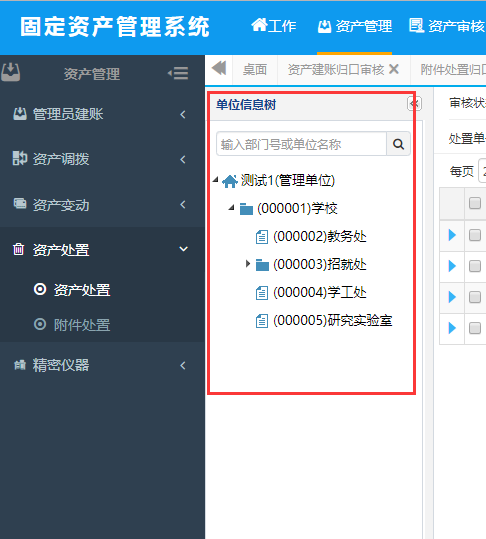 固定资产管理系统
工作
资产管理
资产审核
资产管理
桌面
资产建账归口审核
附件处置归口
管理员建账
资产调拨
资产变动
资产处置
资产处置
附件处置
精密仪器
单位信息树
输入部门号或单位名称
测试1(管理单位)
(000001)学校
(000002)教务处
(000003)招就处
(000004)学工处
(000005)研究实验室
审核状
处置单
每页